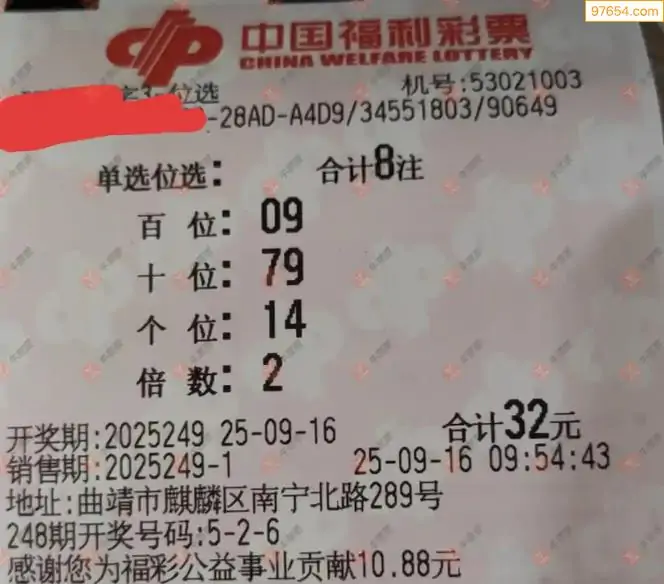 97654.com
中国福利彩票
CHINA WELFARE LOTTERY
3-位选
机号:53021003
-28AD-A4D9/34551803/90649
单选位选: 合计8注
百 位: 09
十 位: 79
个 位: 14
倍 数: 2
开奖期:2025249 25-09-16 合计32元
销售期:2025249-1 25-09-16 09:54:43
地址:曲靖市麒麟区南宁北路289号
248期开奖号码:5-2-6
感谢您为福彩公益事业贡献10.88元